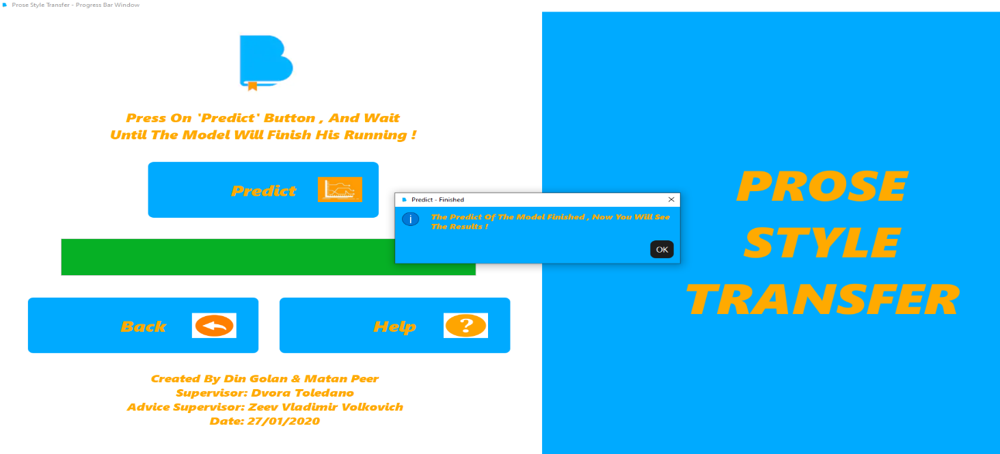 Prose Style Transfer - Progress Bar Window
Press On 'Predict' Button , And Wait
Until The Model Will Finish His Running !
Predict
Predict - Finished
The Predict Of The Model Finished , Now You Will See
The Results !
OK
Back
Help
?
Created By Din Golan & Matan Peer
Supervisor: Dvora Toledano
Advice Supervisor: Zeev Vladimir Volkovich
Date: 27/01/2020
PROSE
STYLE
TRANSFER